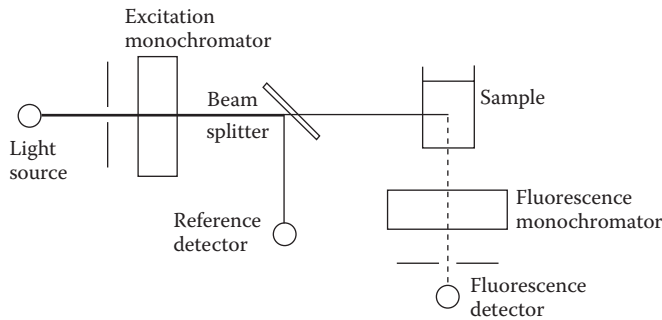 Excitation
monochromator
Beam
splitter
Sample
Light
source
Reference
detector
Fluorescence
monochromator
Fluorescence
detector